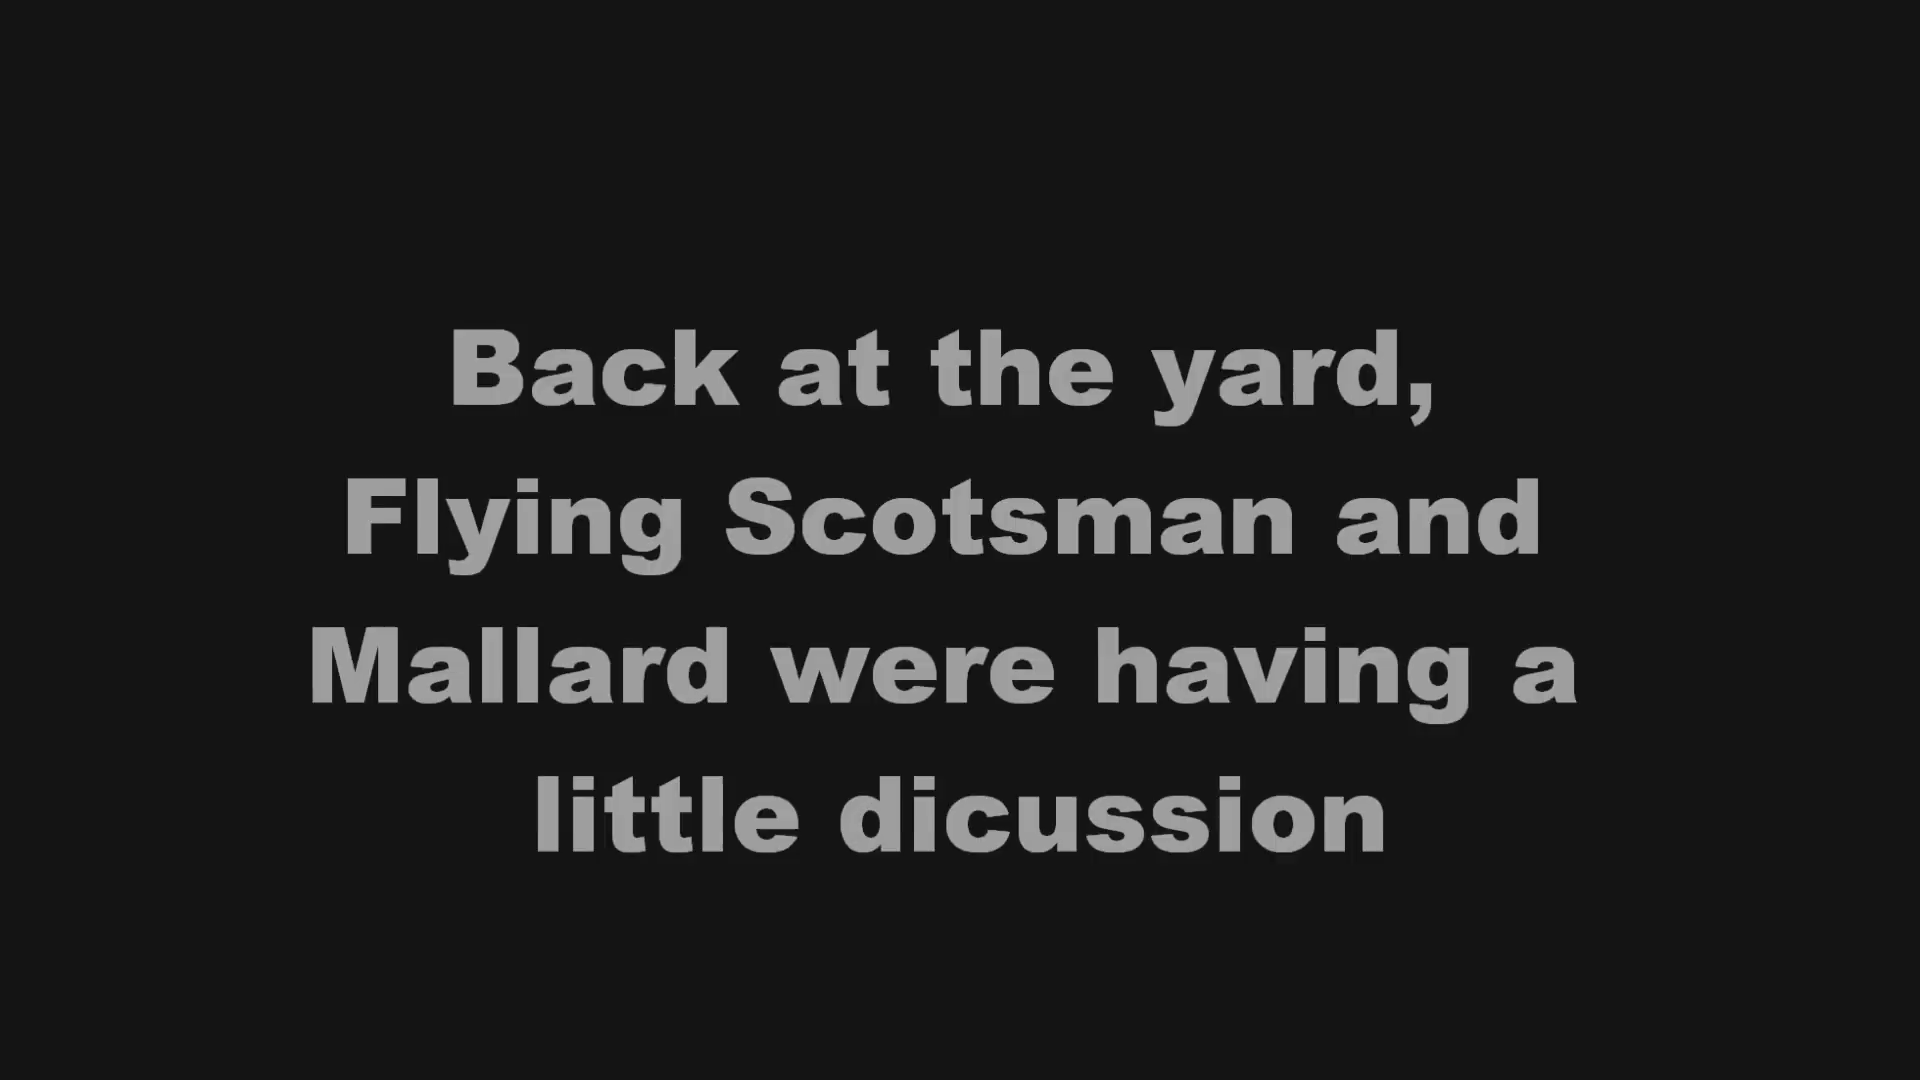 Back at the yard,
Flying Scotsman and
Mallard were having a
little dicussion